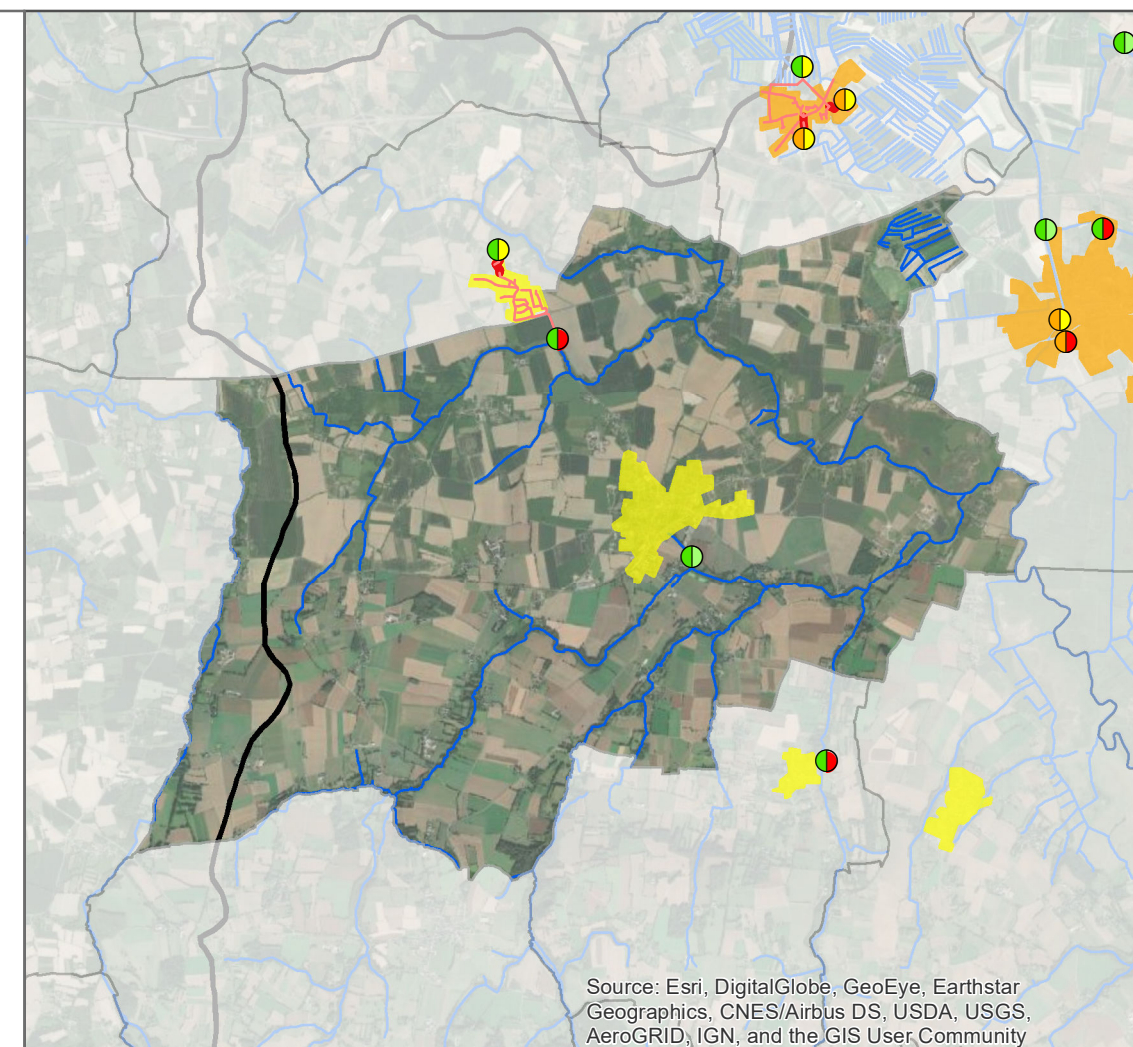 Source: Esri, DigitalGlobe, GeoEye, Earthstar
Geographics, CNES/Airbus DS, USDA, USGS,
AeroGRID, IGN, and the GIS User Community